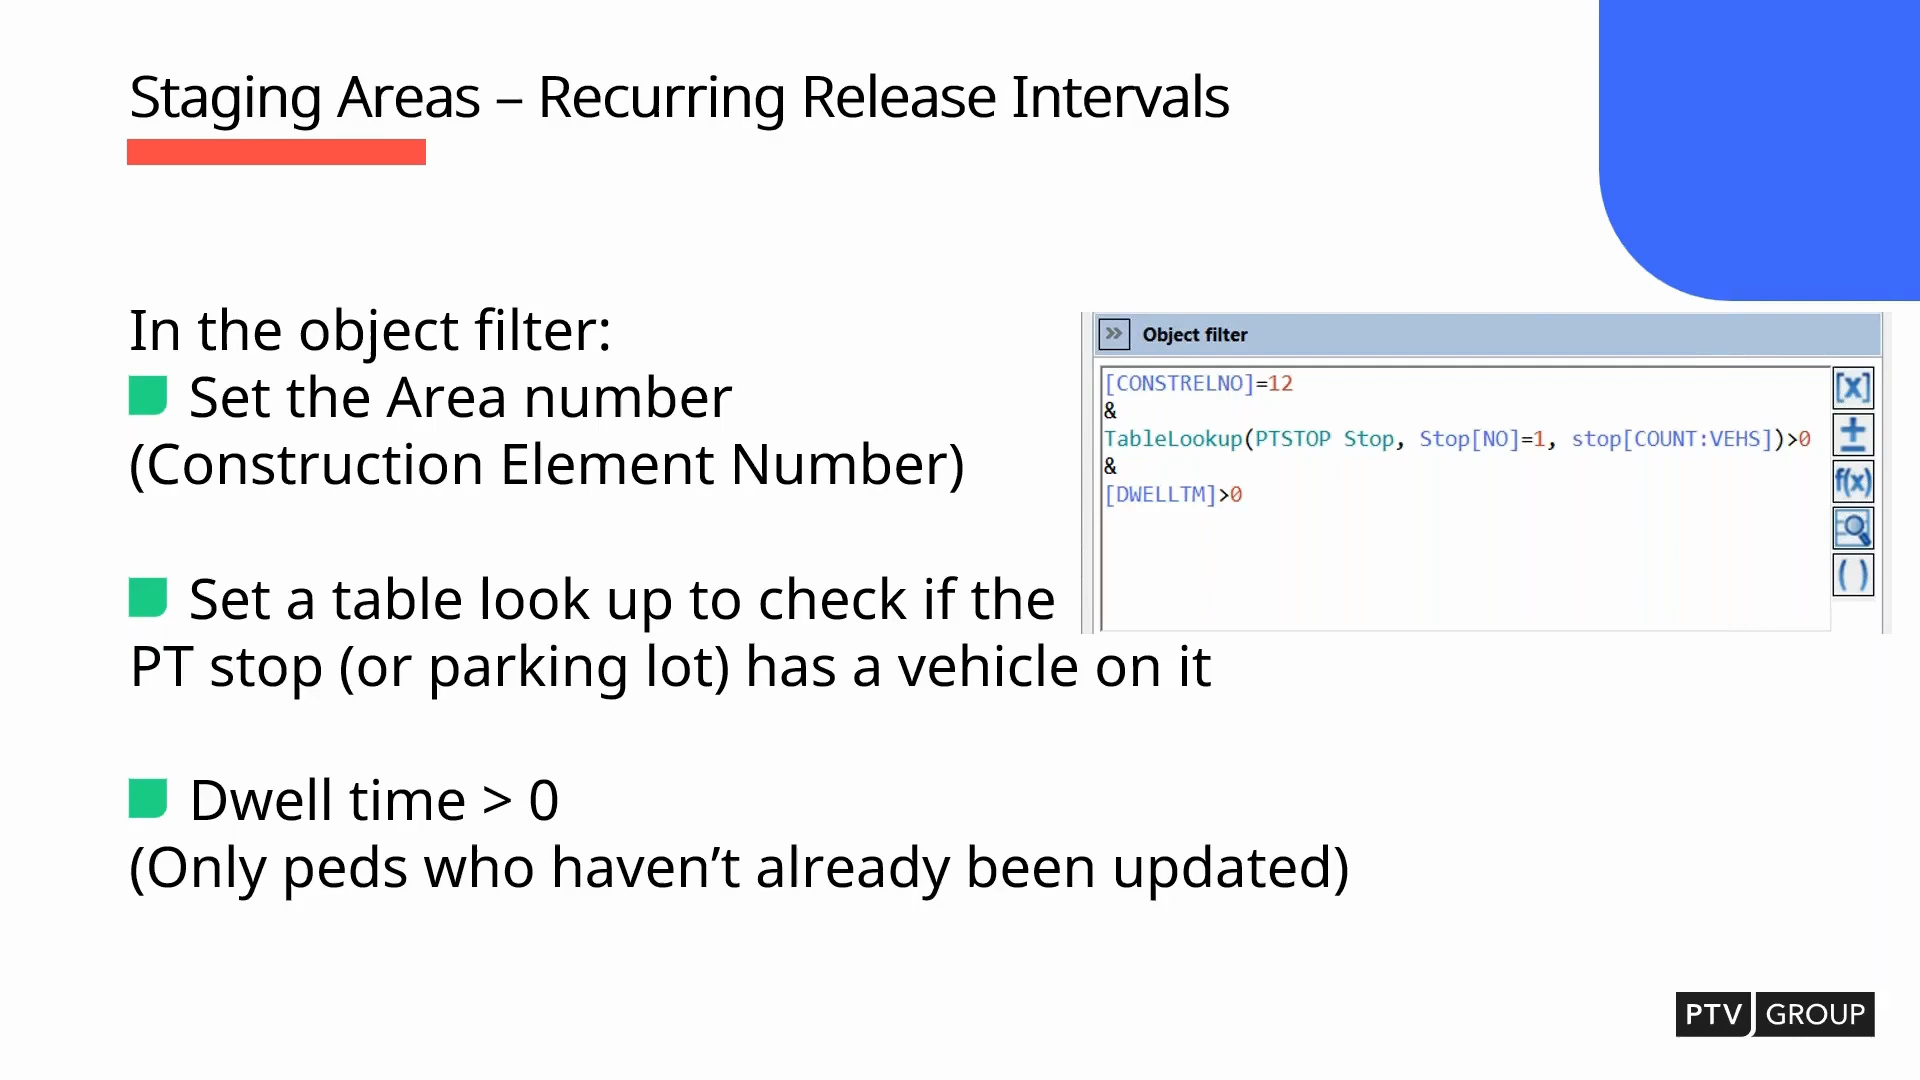 Staging Areas – Recurring Release Intervals
In the object filter:
Set the Area number
(Construction Element Number)
Set a table look up to check if the
PT stop (or parking lot) has a vehicle on it
Dwell time > 0
(Only peds who haven’t already been updated)
» Object filter
[CONSTRELNO]=12
&
TableLookup(PTSTOP Stop, Stop[NO]=1, stop[COUNT:VEHS])>0
&
[DWELLTM]>0
[x]
±
f(x)
( )
PTV GROUP